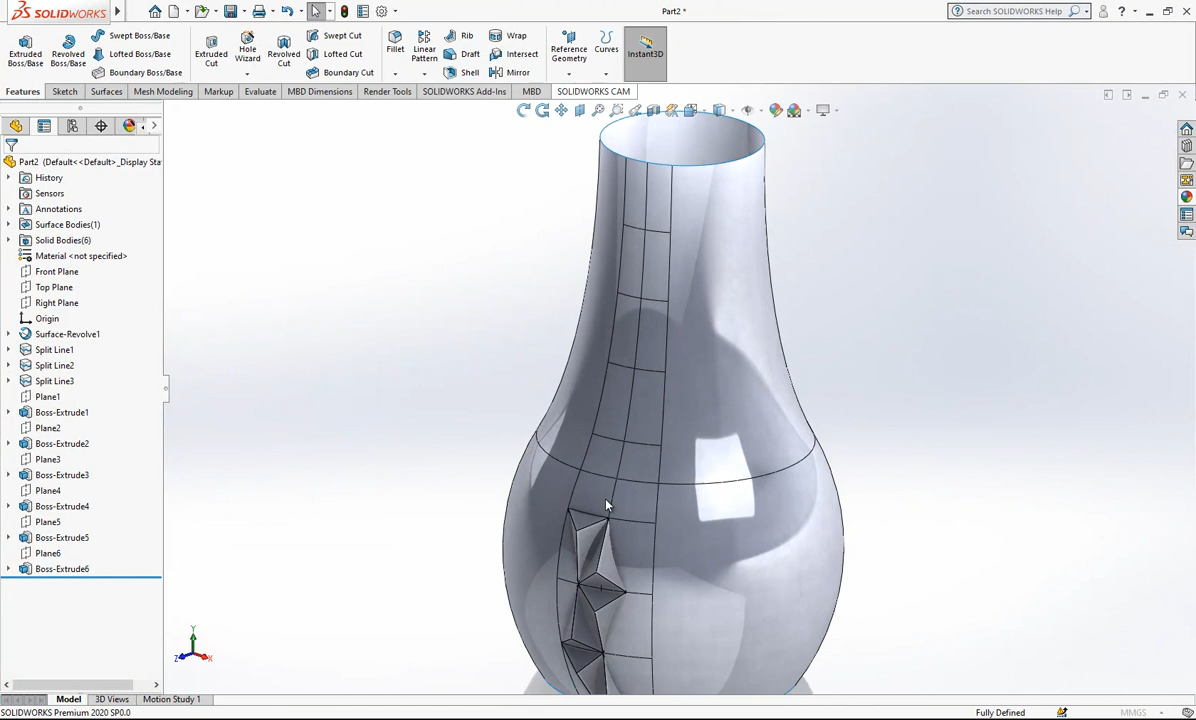 SOLIDWORKS
Part2 *
Search SOLIDWORKS Help
Extruded Boss/Base
Revolved Boss/Base
Swept Boss/Base
Lofted Boss/Base
Boundary Boss/Base
Extruded Cut
Hole Wizard
Revolved Cut
Swept Cut
Lofted Cut
Boundary Cut
Fillet
Linear Pattern
Rib
Draft
Shell
Wrap
Intersect
Mirror
Reference Geometry
Curves
Instant3D
Features
Sketch
Surfaces
Mesh Modeling
Markup
Evaluate
MBD Dimensions
Render Tools
SOLIDWORKS Add-Ins
MBD
SOLIDWORKS CAM
Part2 (Default<<Default>_Display Sta
History
Sensors
Annotations
Surface Bodies(1)
Solid Bodies(6)
Material <not specified>
Front Plane
Top Plane
Right Plane
Origin
Surface-Revolve1
Split Line1
Split Line2
Split Line3
Plane1
Boss-Extrude1
Plane2
Boss-Extrude2
Plane3
Boss-Extrude3
Plane4
Boss-Extrude4
Plane5
Boss-Extrude5
Plane6
Boss-Extrude6
Y
Z
X
Model
3D Views
Motion Study 1
SOLIDWORKS Premium 2020 SP0.0
Fully Defined
MMGS